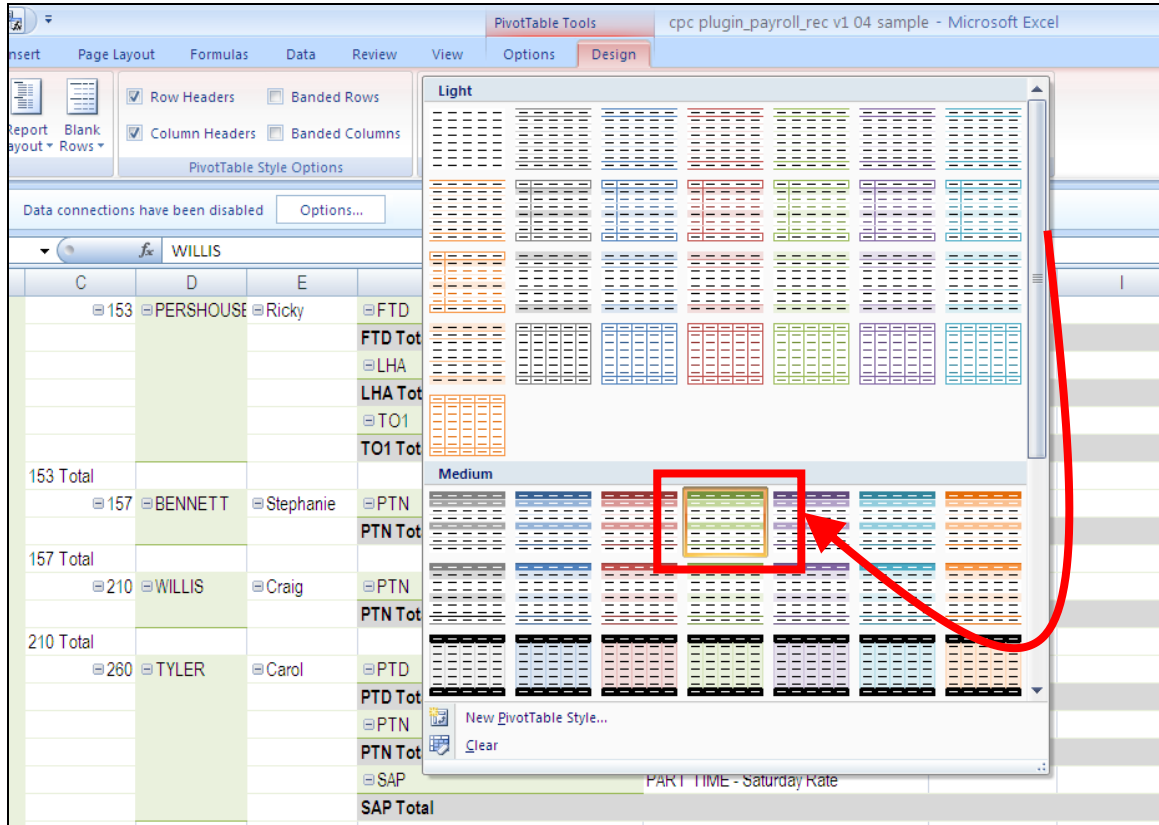 PivotTable Tools
cpc plugin_payroll_rec v1 04 sample - Microsoft Excel
nsert Page Layout Formulas Data Review View Options Design
Report Layout
Blank Rows
Row Headers
Banded Rows
Column Headers
Banded Columns
PivotTable Style Options
Data connections have been disabled Options...
fx WILLIS
C D E I
153 PERSHOUSE Ricky FTD
FTD Tot
LHA
LHA Tot
TO1
TO1 Tot
153 Total
157 BENNETT Stephanie PTN
PTN Tot
157 Total
210 WILLIS Craig PTN
PTN Tot
210 Total
260 TYLER Carol PTD
PTD Tot
PTN
PTN Tot
SAP PART TIME - Saturday Rate
SAP Total
Light
Medium
New PivotTable Style...
Clear